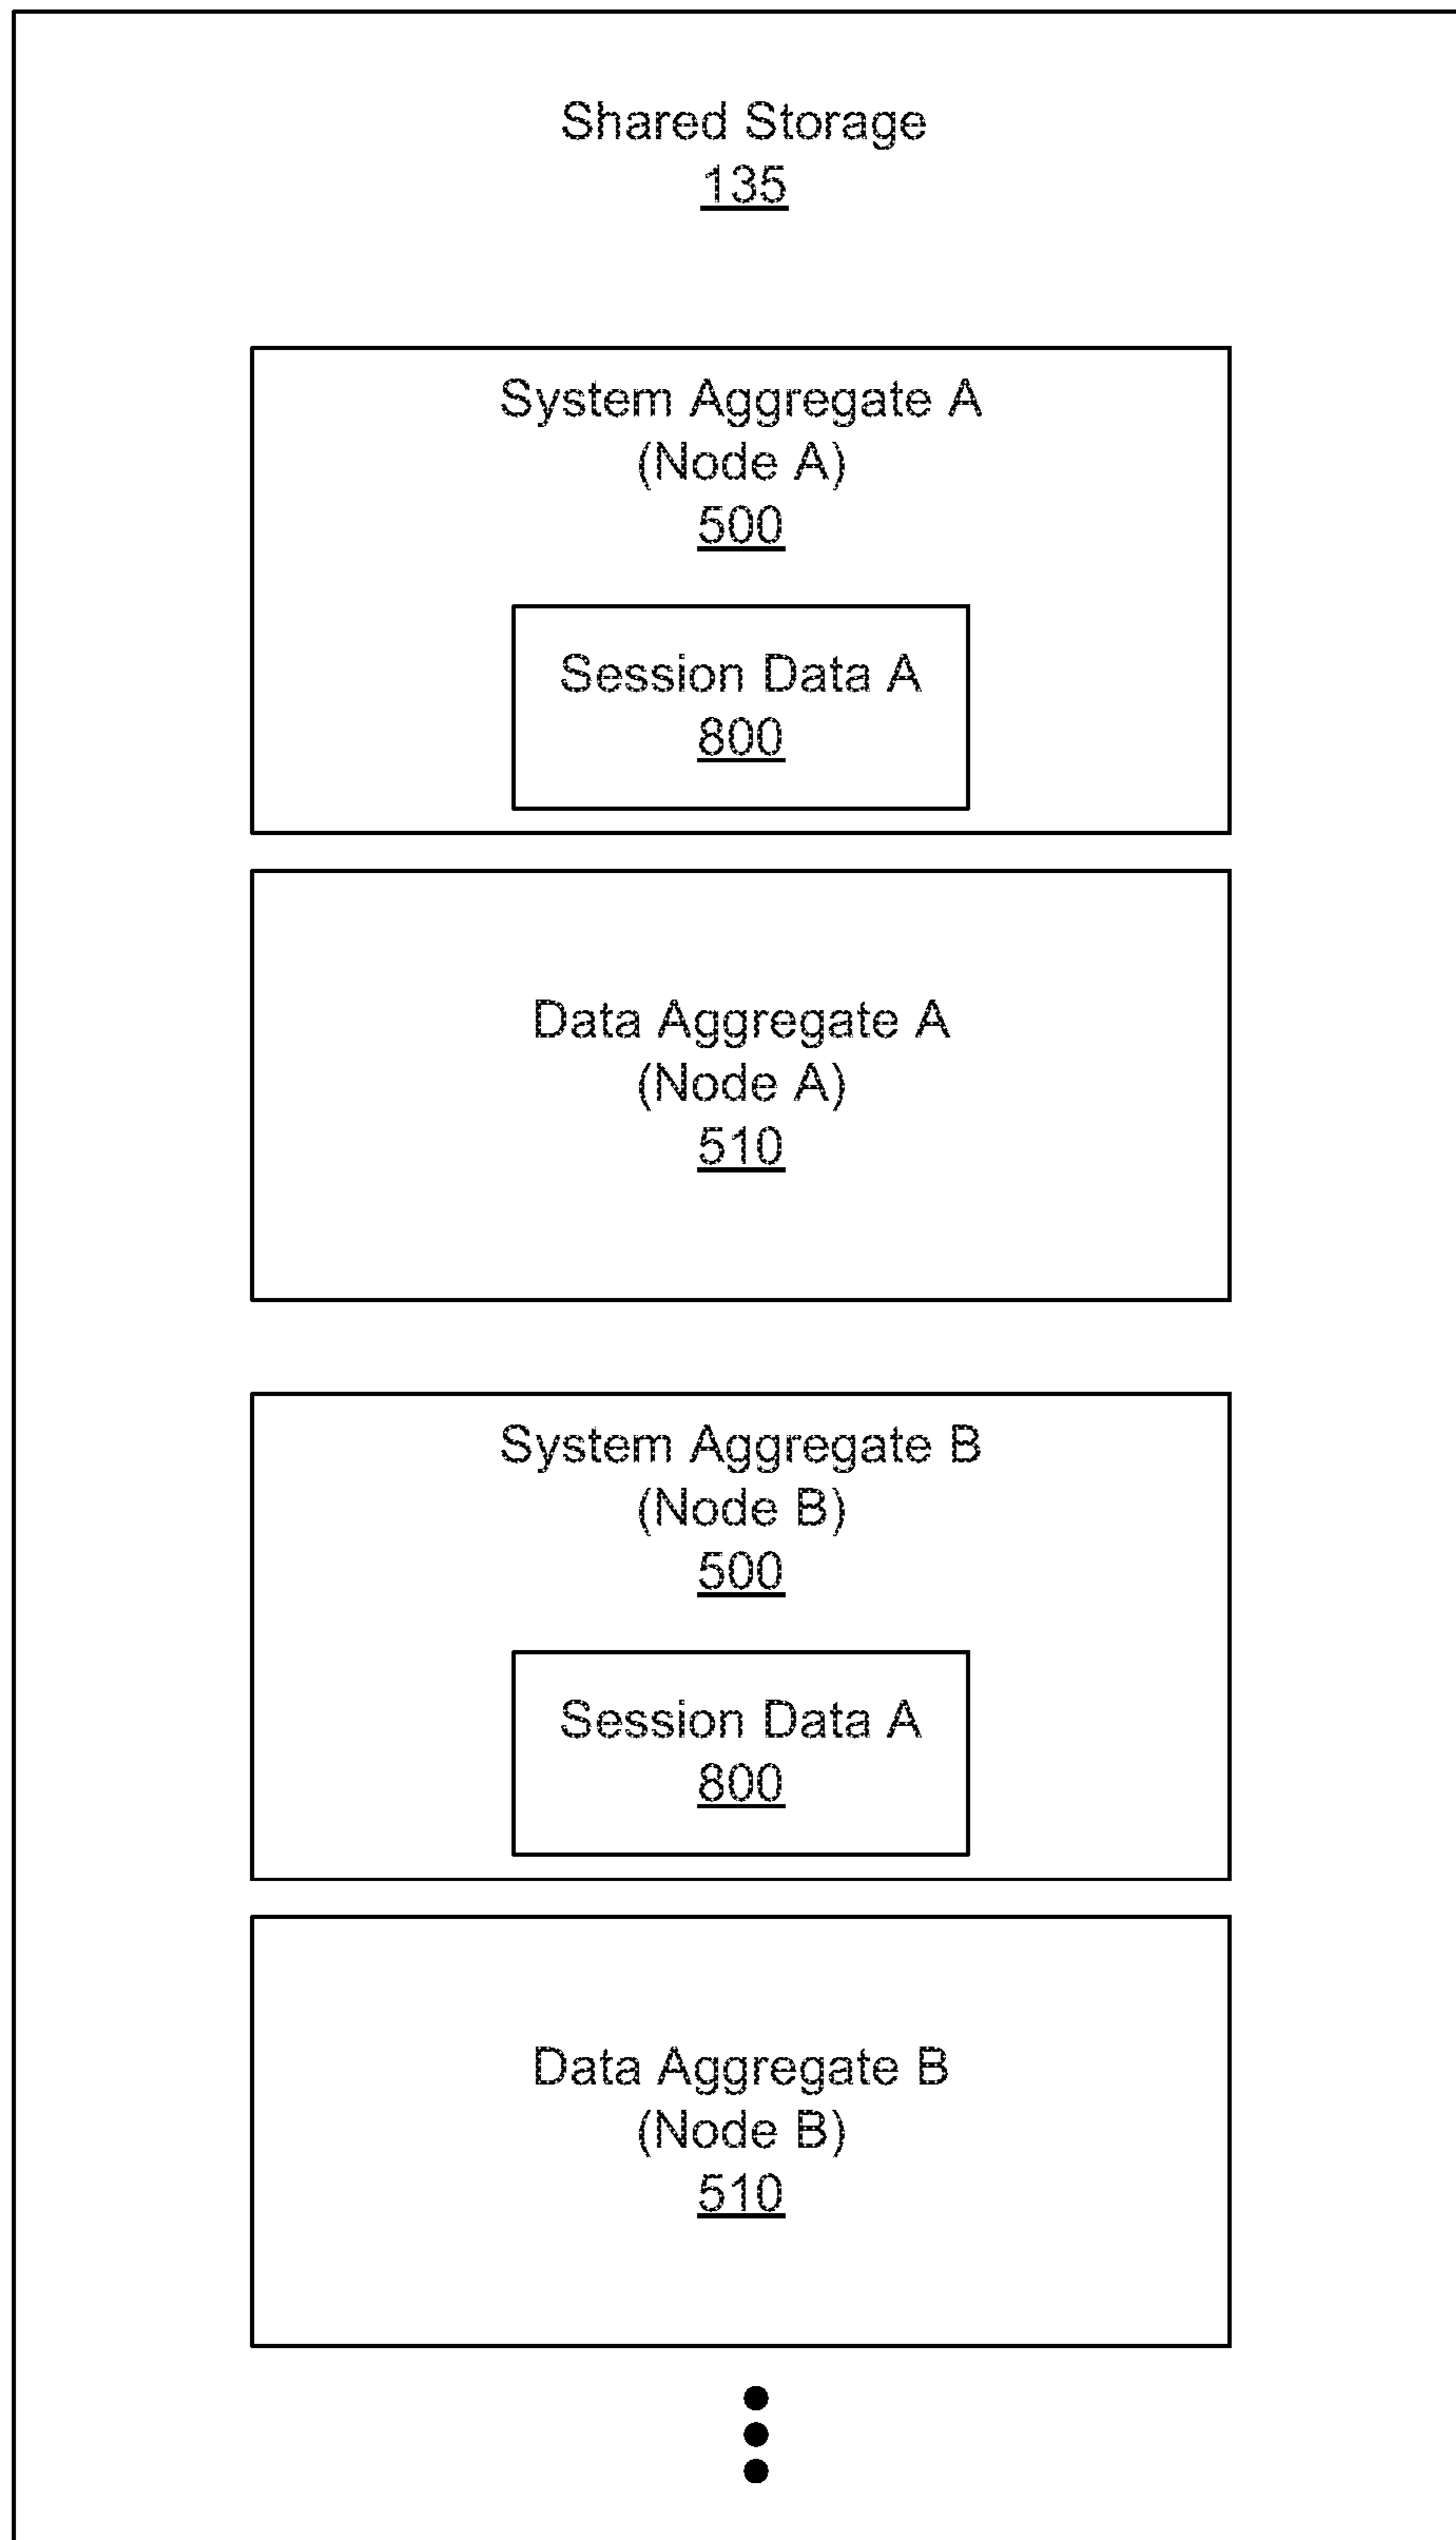 Shared Storage
135
System Aggregate A
(Node A)
500
Session Data A
800
Data Aggregate A
(Node A)
510
System Aggregate B
(Node B)
500
Session Data A
800
Data Aggregate B
(Node B)
510